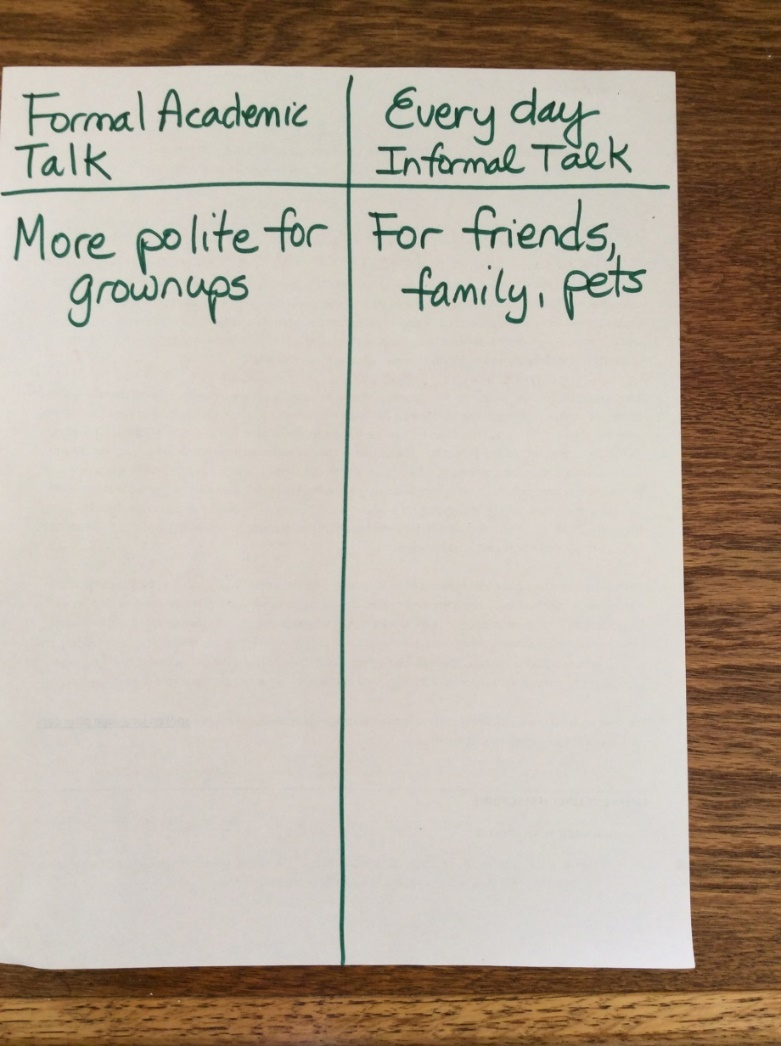 Formal Academic
Talk
Every day
Informal Talk
More polite for
grownups
For friends,
family, pets